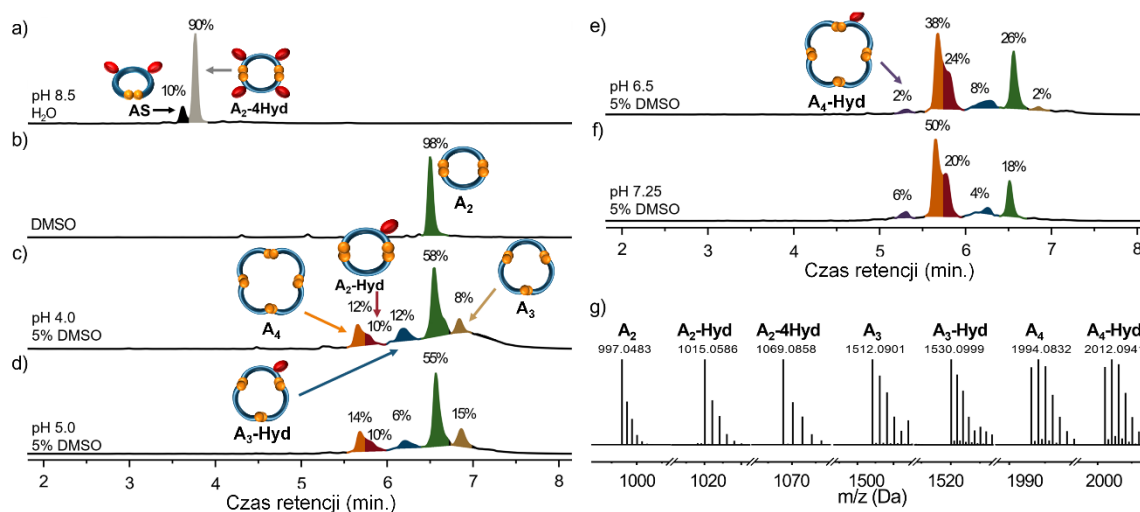 a)
90%
10%
AS
A2-4Hyd
pH 8.5
H2O
b)
98%
A2
DMSO
c)
A2-Hyd
58%
A4
12%
10%
12%
8%
A3
pH 4.0
5% DMSO
d)
A3-Hyd
55%
14%
10%
6%
15%
pH 5.0
5% DMSO
2 3 4 5 6 7 8
Czas retencji (min.)
e)
38%
26%
24%
A4-Hyd
2%
8%
2%
pH 6.5
5% DMSO
f)
50%
20%
18%
6%
4%
pH 7.25
5% DMSO
2 3 4 5 6 7 8
Czas retencji (min.)
g)
A2 A2-Hyd A2-4Hyd A3 A3-Hyd A4 A4-Hyd
997.0483 1015.0586 1069.0858 1512.0901 1530.0999 1994.0832 2012.0941
1000 1020 1070 1500 1520 1990 2000
m/z (Da)